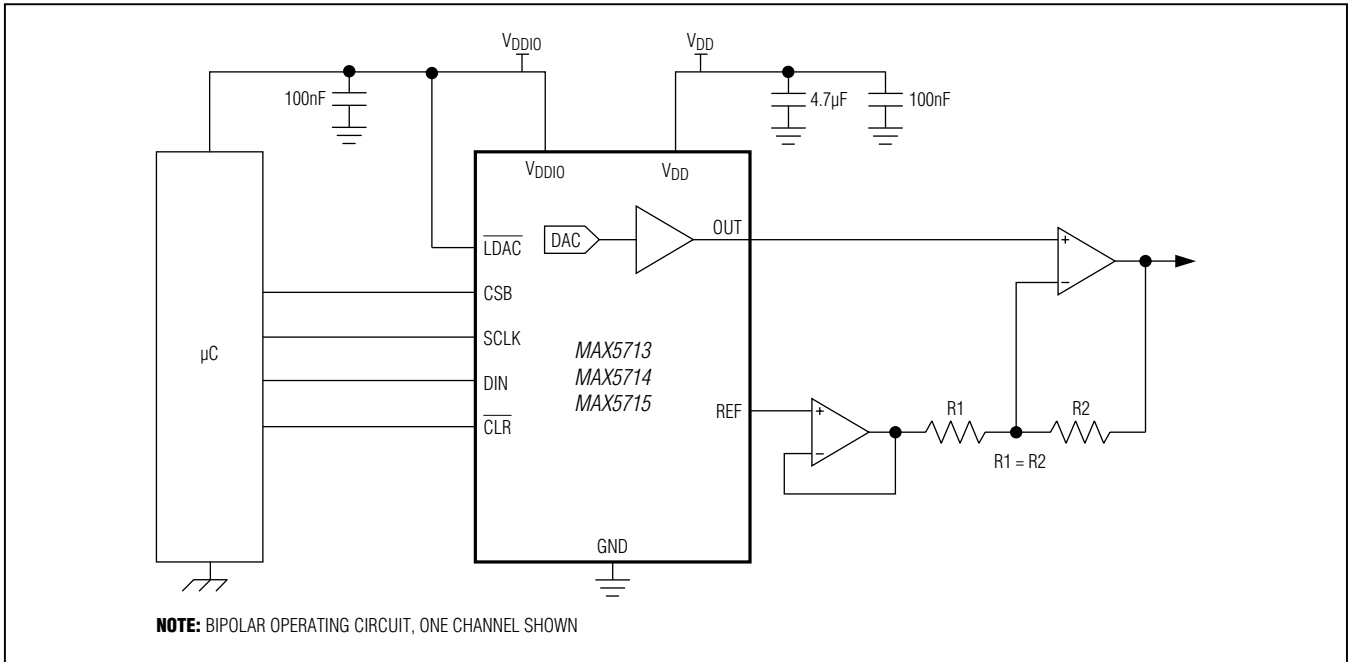 VDDIO
VDD
100nF
4.7µF
100nF
VDDIO
VDD
LDAC
DAC
OUT
+
CSB
−
SCLK
µC
MAX5713
DIN
MAX5714
MAX5715
REF
+
R1
R2
CLR
−
R1 = R2
GND
NOTE: BIPOLAR OPERATING CIRCUIT, ONE CHANNEL SHOWN